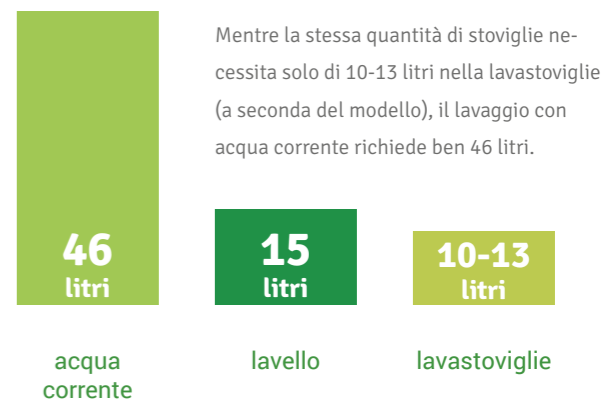 Mentre la stessa quantità di stoviglie ne-
cessita solo di 10-13 litri nella lavastoviglie
(a seconda del modello), il lavaggio con
acqua corrente richiede ben 46 litri.
46
litri
15
litri
10-13
litri
acqua
corrente
lavello
lavastoviglie